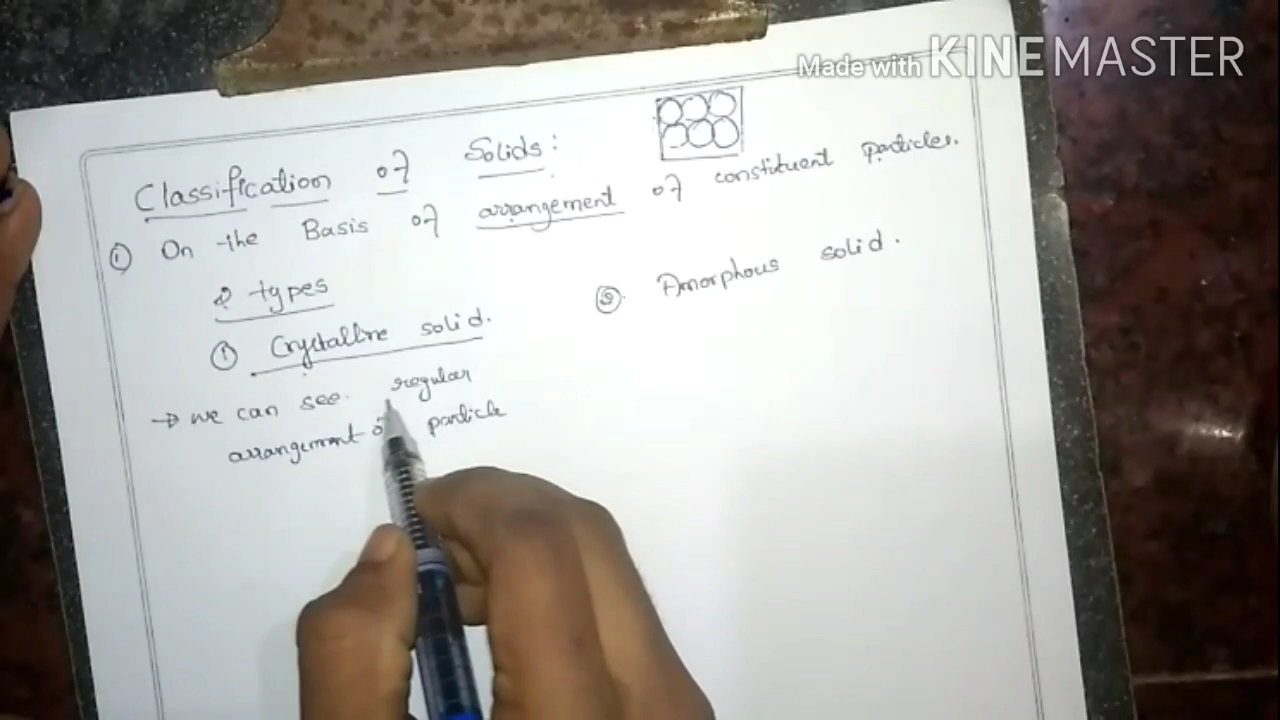 Made with KINEMASTER
Classification of Solids:
① On the Basis of arrangement of constituent particles.
2 types
① Crystalline solid.
② Amorphous solid.
→ we can see regular
arrangement of particle